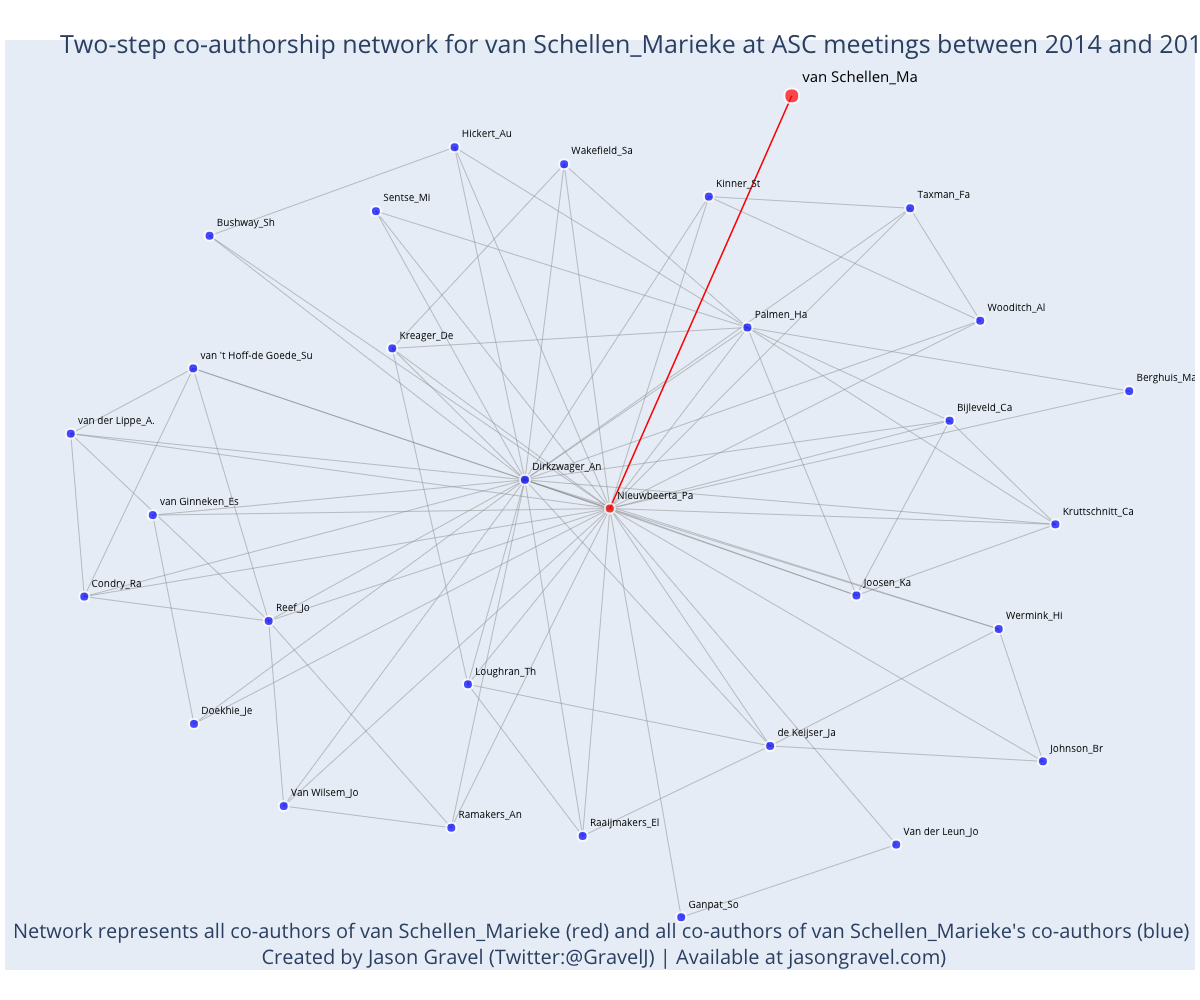 Two-step co-authorship network for van Schellen_Marieke at ASC meetings between 2014 and 201
van Schellen_Ma
Hickert_Au
Wakefield_Sa
Kinner_St
Sentse_Mi
Taxman_Fa
Bushway_Sh
Wooditch_Al
Palmen_Ha
Kreager_De
van 't Hoff-de Goede_Su
Berghuis_Ma
Bijleveld_Ca
van der Lippe_A.
Dirkzwager_An
Nieuwbeerta_Pa
van Ginneken_Es
Kruttschnitt_Ca
Condry_Ra
Joosen_Ka
Reef_Jo
Wermink_Hi
Loughran_Th
Doekhie_Je
de Keijser_Ja
Johnson_Br
Van Wilsem_Jo
Ramakers_An
Raaijmakers_El
Van der Leun_Jo
Ganpat_So
Network represents all co-authors of van Schellen_Marieke (red) and all co-authors of van Schellen_Marieke's co-authors (blue)
Created by Jason Gravel (Twitter:@GravelJ) | Available at jasongravel.com)